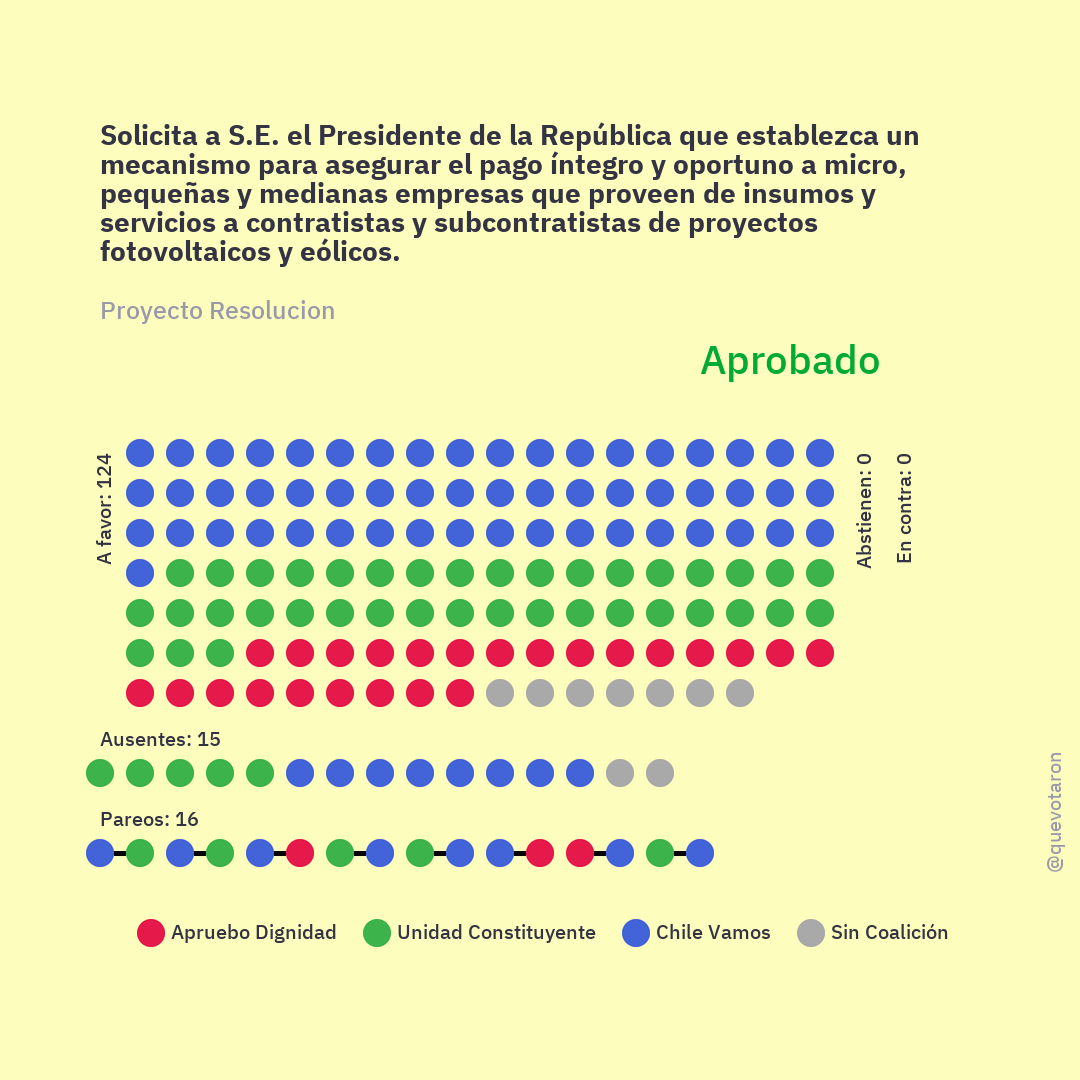 Solicita a S.E. el Presidente de la República que establezca un
mecanismo para asegurar el pago íntegro y oportuno a micro,
pequeñas y medianas empresas que proveen de insumos y
servicios a contratistas y subcontratistas de proyectos
fotovoltaicos y eólicos.
Proyecto Resolucion
Aprobado
A favor: 124
Abstienen: 0
En contra: 0
Ausentes: 15
Pareos: 16
@quevotaron
Apruebo Dignidad
Unidad Constituyente
Chile Vamos
Sin Coalición